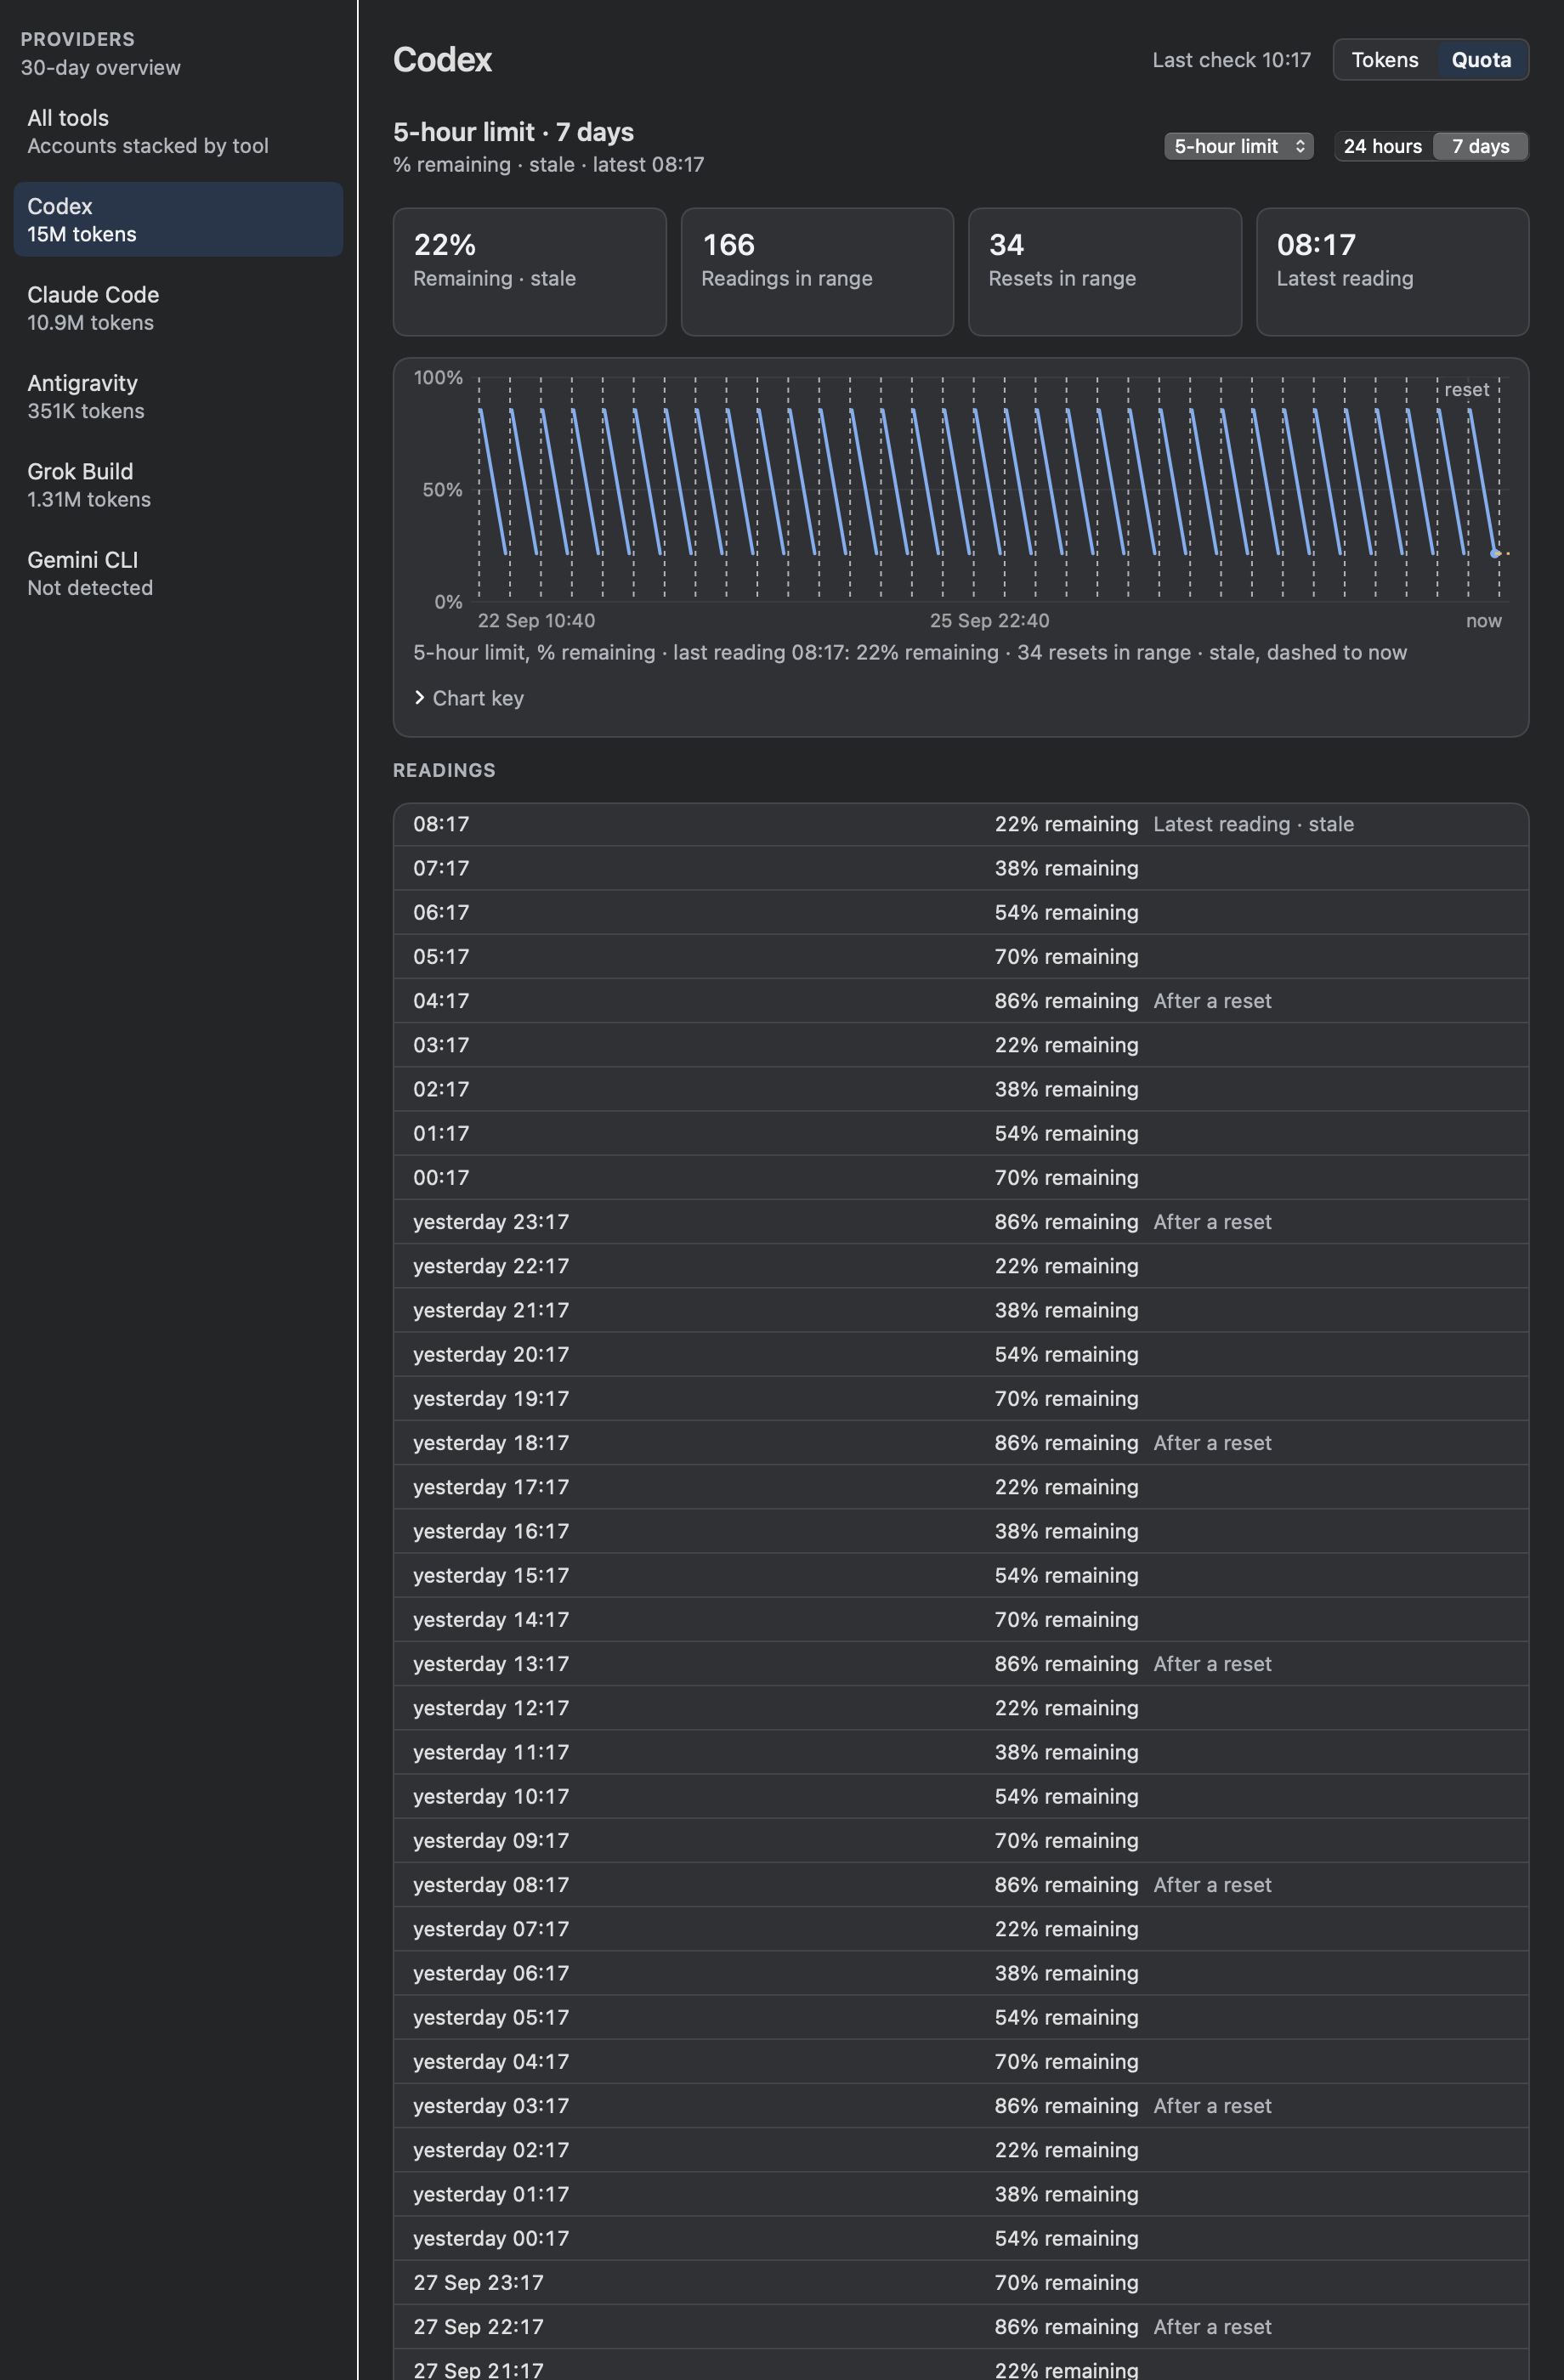 PROVIDERS
30-day overview
All tools
Accounts stacked by tool
Codex
15M tokens
Claude Code
10.9M tokens
Antigravity
351K tokens
Grok Build
1.31M tokens
Gemini CLI
Not detected
Codex
Last check 10:17
Tokens
Quota
5-hour limit · 7 days
% remaining · stale · latest 08:17
5-hour limit
24 hours
7 days
22%
Remaining · stale
166
Readings in range
34
Resets in range
08:17
Latest reading
100%
reset
50%
0%
22 Sep 10:40
25 Sep 22:40
now
5-hour limit, % remaining · last reading 08:17: 22% remaining · 34 resets in range · stale, dashed to now
Chart key
READINGS
08:17 22% remaining Latest reading · stale
07:17 38% remaining
06:17 54% remaining
05:17 70% remaining
04:17 86% remaining After a reset
03:17 22% remaining
02:17 38% remaining
01:17 54% remaining
00:17 70% remaining
yesterday 23:17 86% remaining After a reset
yesterday 22:17 22% remaining
yesterday 21:17 38% remaining
yesterday 20:17 54% remaining
yesterday 19:17 70% remaining
yesterday 18:17 86% remaining After a reset
yesterday 17:17 22% remaining
yesterday 16:17 38% remaining
yesterday 15:17 54% remaining
yesterday 14:17 70% remaining
yesterday 13:17 86% remaining After a reset
yesterday 12:17 22% remaining
yesterday 11:17 38% remaining
yesterday 10:17 54% remaining
yesterday 09:17 70% remaining
yesterday 08:17 86% remaining After a reset
yesterday 07:17 22% remaining
yesterday 06:17 38% remaining
yesterday 05:17 54% remaining
yesterday 04:17 70% remaining
yesterday 03:17 86% remaining After a reset
yesterday 02:17 22% remaining
yesterday 01:17 38% remaining
yesterday 00:17 54% remaining
27 Sep 23:17 70% remaining
27 Sep 22:17 86% remaining After a reset
27 Sep 21:17 22% remaining